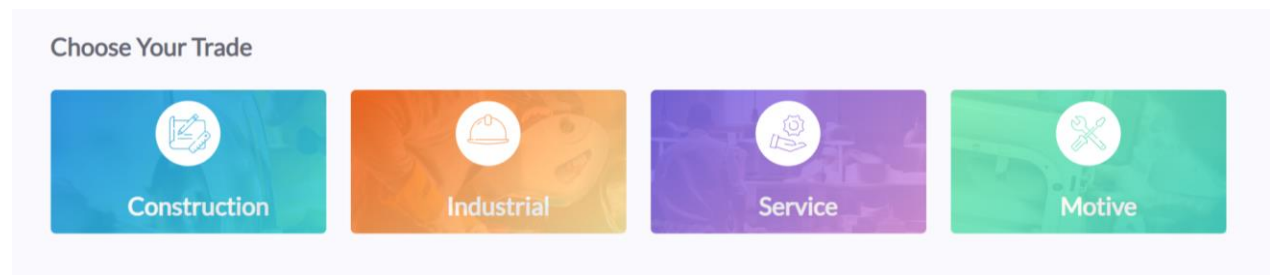 Choose Your Trade
Construction
Industrial
Service
Motive